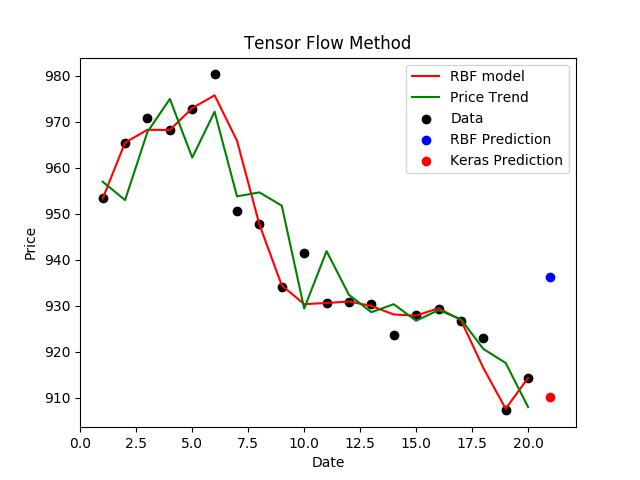 Tensor Flow Method
RBF model
Price Trend
Data
RBF Prediction
Keras Prediction
980
970
960
950
940
930
920
910
Price
0.0 2.5 5.0 7.5 10.0 12.5 15.0 17.5 20.0
Date